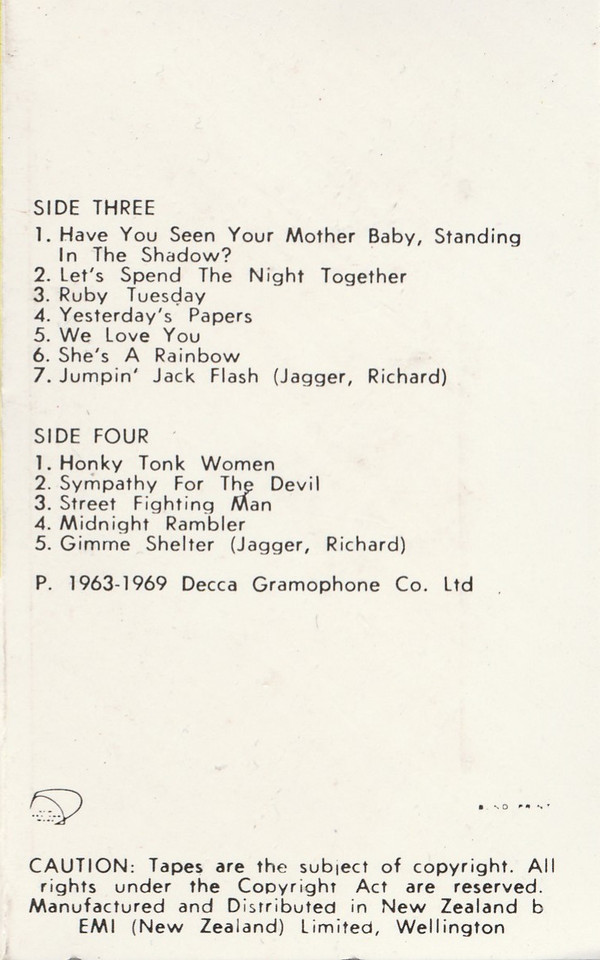 SIDE THREE
1. Have You Seen Your Mother Baby, Standing
In The Shadow?
2. Let's Spend The Night Together
3. Ruby Tuesday
4. Yesterday's Papers
5. We Love You
6. She's A Rainbow
7. Jumpin' Jack Flash (Jagger, Richard)
SIDE FOUR
1. Honky Tonk Women
2. Sympathy For The Devil
3. Street Fighting Man
4. Midnight Rambler
5. Gimme Shelter (Jagger, Richard)
P. 1963-1969 Decca Gramophone Co. Ltd
CAUTION: Tapes are the subject of copyright. All
rights under the Copyright Act are reserved.
Manufactured and Distributed in New Zealand b
EMI (New Zealand) Limited, Wellington